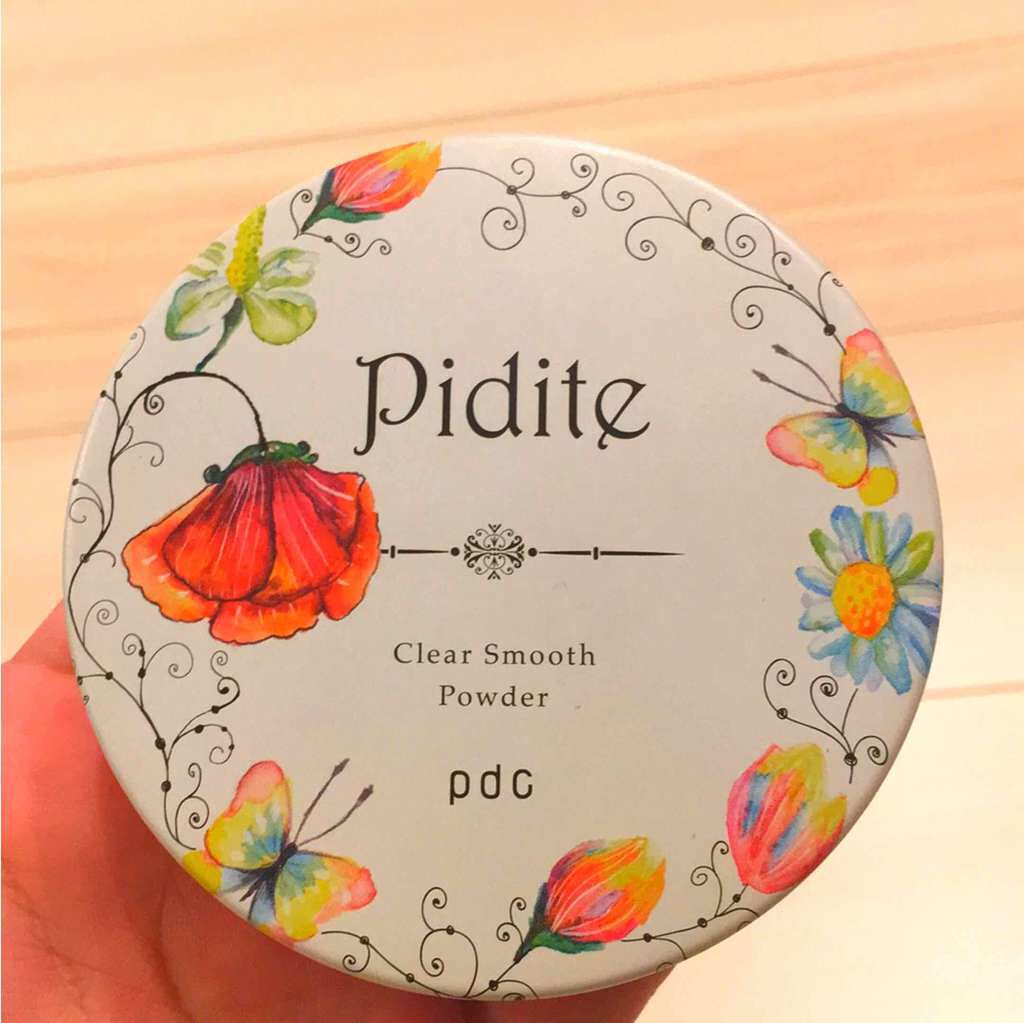 Pidite
Clear Smooth
Powder
pdc